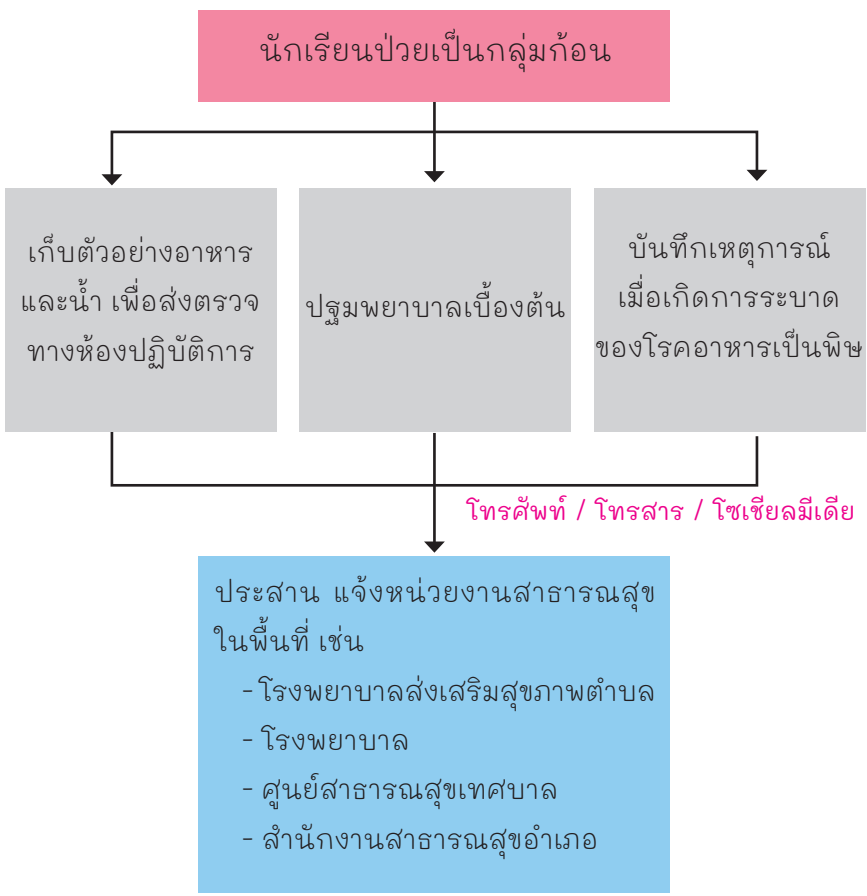 นักเรียนป่วยเป็นกลุ่มก้อน
เก็บตัวอย่างอาหาร
และน้ำ เพื่อส่งตรวจ
ทางห้องปฏิบัติการ
ปฐมพยาบาลเบื้องต้น
บันทึกเหตุการณ์
เมื่อเกิดการระบาด
ของโรคอาหารเป็นพิษ
โทรศัพท์ / โทรสาร / โซเชียลมีเดีย
ประสาน แจ้งหน่วยงานสาธารณสุข
ในพื้นที่ เช่น
- โรงพยาบาลส่งเสริมสุขภาพตำบล
- โรงพยาบาล
- ศูนย์สาธารณสุขเทศบาล
- สำนักงานสาธารณสุขอำเภอ